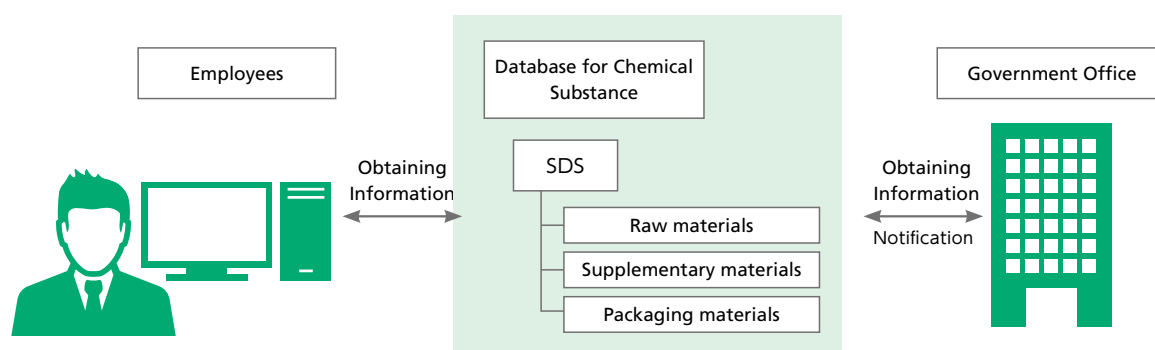 Employees
Database for Chemical
Substance
Government Office
Obtaining
Information
SDS
Raw materials
Supplementary materials
Packaging materials
Obtaining
Information
Notification